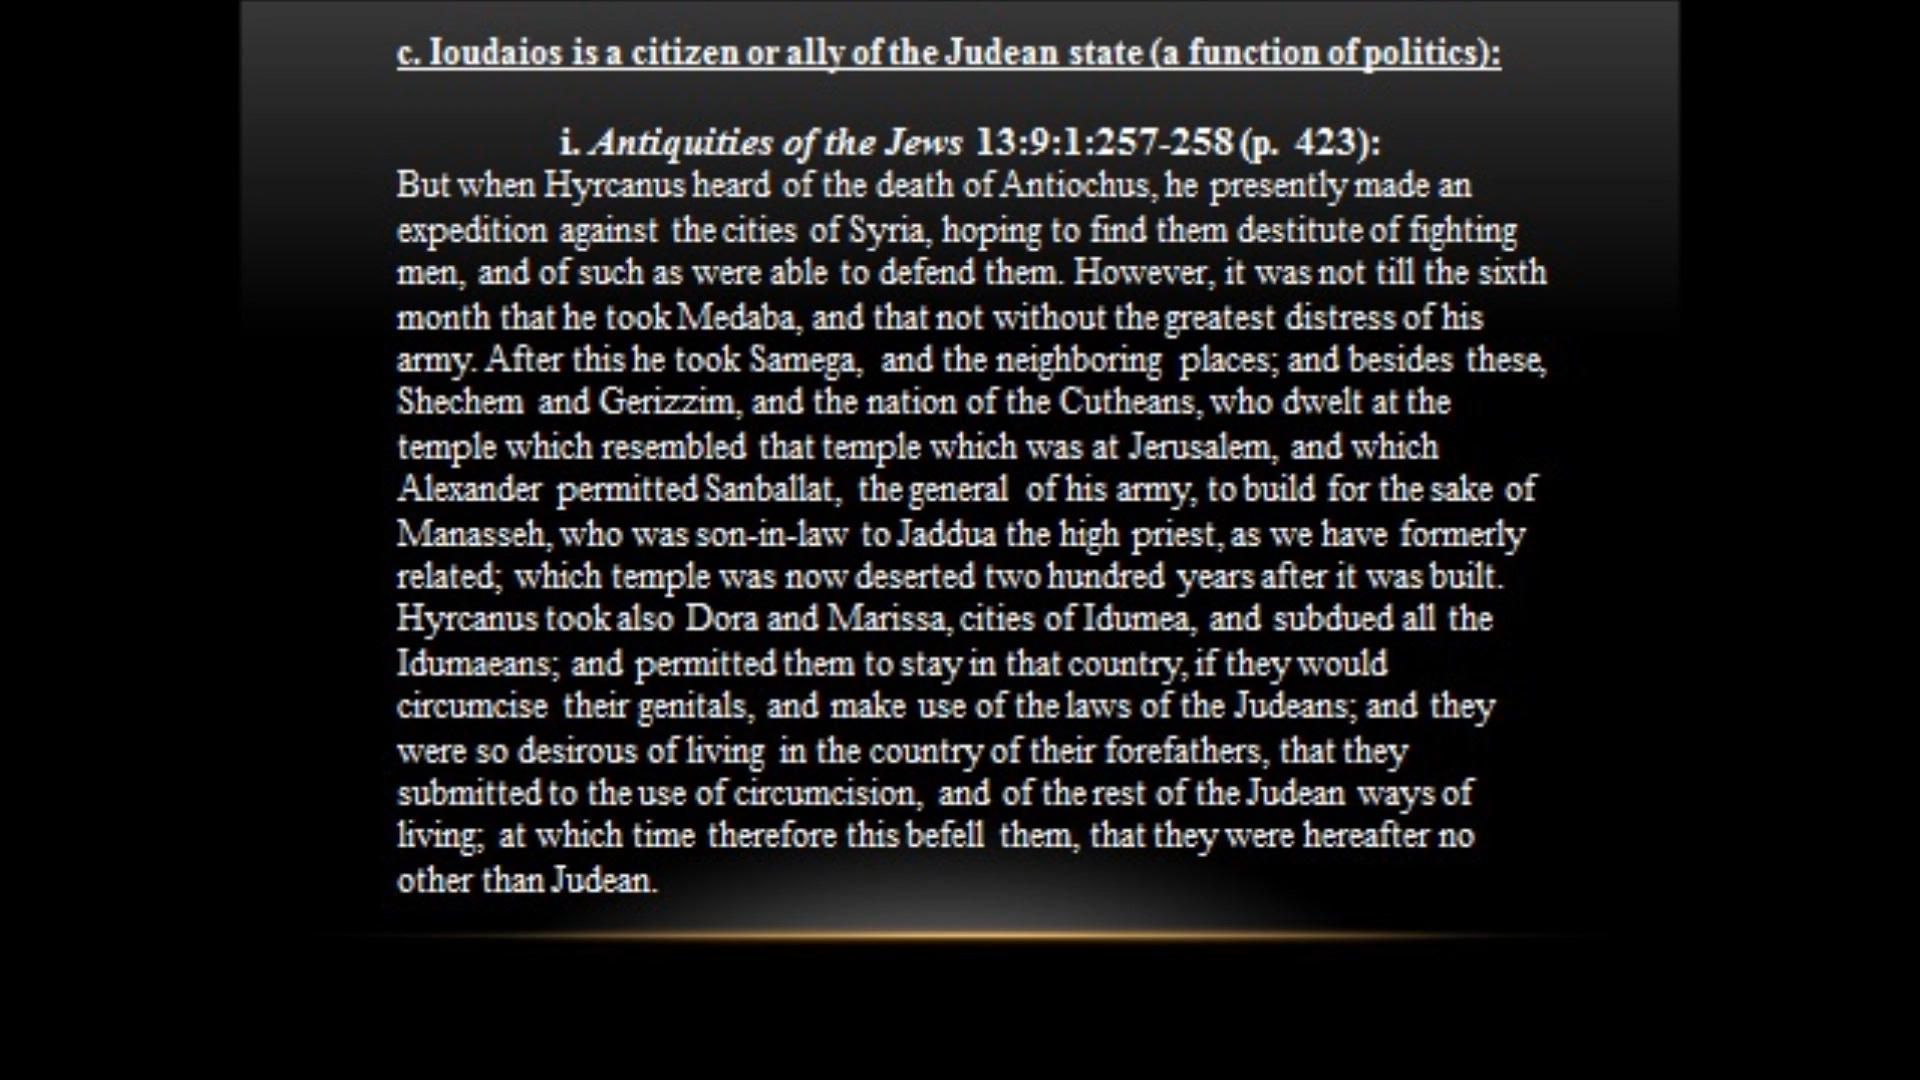 c. Ioudaios is a citizen or ally of the Judean state (a function of politics):
i. Antiquities of the Jews 13:9:1:257-258 (p. 423):
But when Hyrcanus heard of the death of Antiochus, he presently made an
expedition against the cities of Syria, hoping to find them destitute of fighting
men, and of such as were able to defend them. However, it was not till the sixth
month that he took Medaba, and that not without the greatest distress of his
army. After this he took Samega, and the neighboring places; and besides these,
Shechem and Gerizzim, and the nation of the Cutheans, who dwelt at the
temple which resembled that temple which was at Jerusalem, and which
Alexander permitted Sanballat, the general of his army, to build for the sake of
Manasseh, who was son-in-law to Jaddua the high priest, as we have formerly
related; which temple was now deserted two hundred years after it was built.
Hyrcanus took also Dora and Marissa, cities of Idumea, and subdued all the
Idumaeans; and permitted them to stay in that country, if they would
circumcise their genitals, and make use of the laws of the Judeans; and they
were so desirous of living in the country of their forefathers, that they
submitted to the use of circumcision, and of the rest of the Judean ways of
living; at which time therefore this befell them, that they were hereafter no
other than Judean.